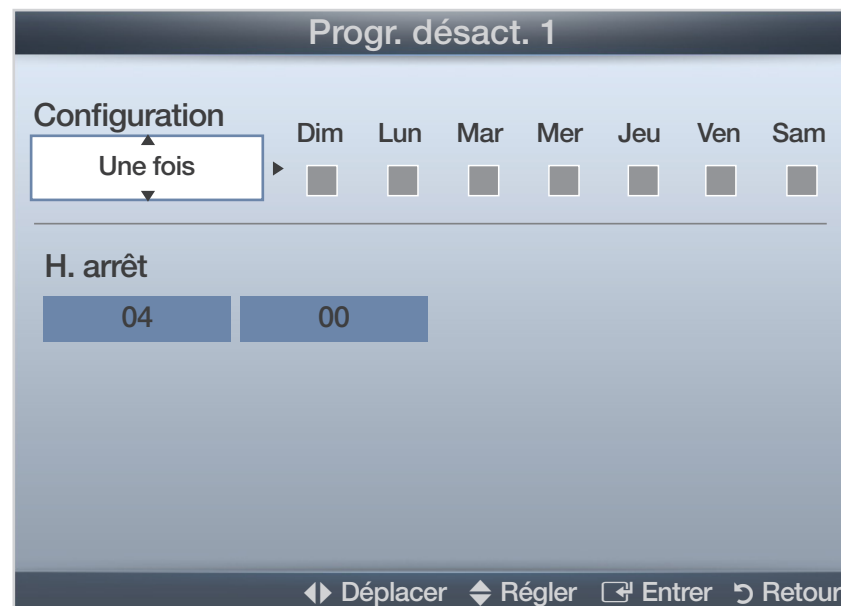 Progr. désact. 1
Configuration
Dim Lun Mar Mer Jeu Ven Sam
Une fois
H. arrêt
04 00
Déplacer Régler Entrer Retour